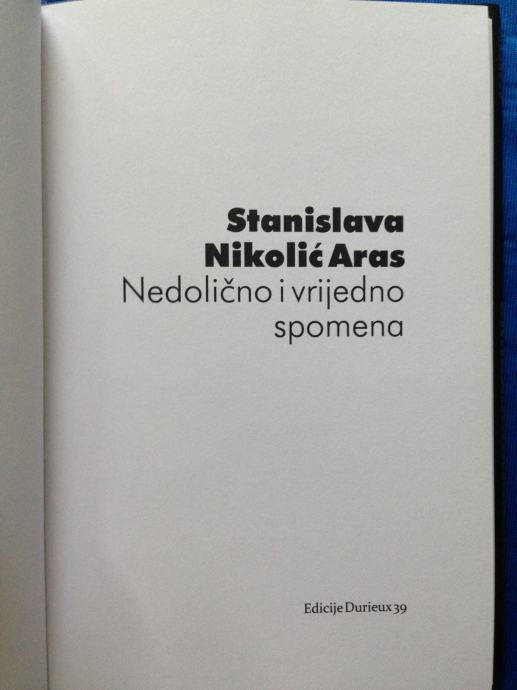 Stanislava
Nikolić Aras
Nedolično i vrijedno
spomena
Edicije Durieux 39